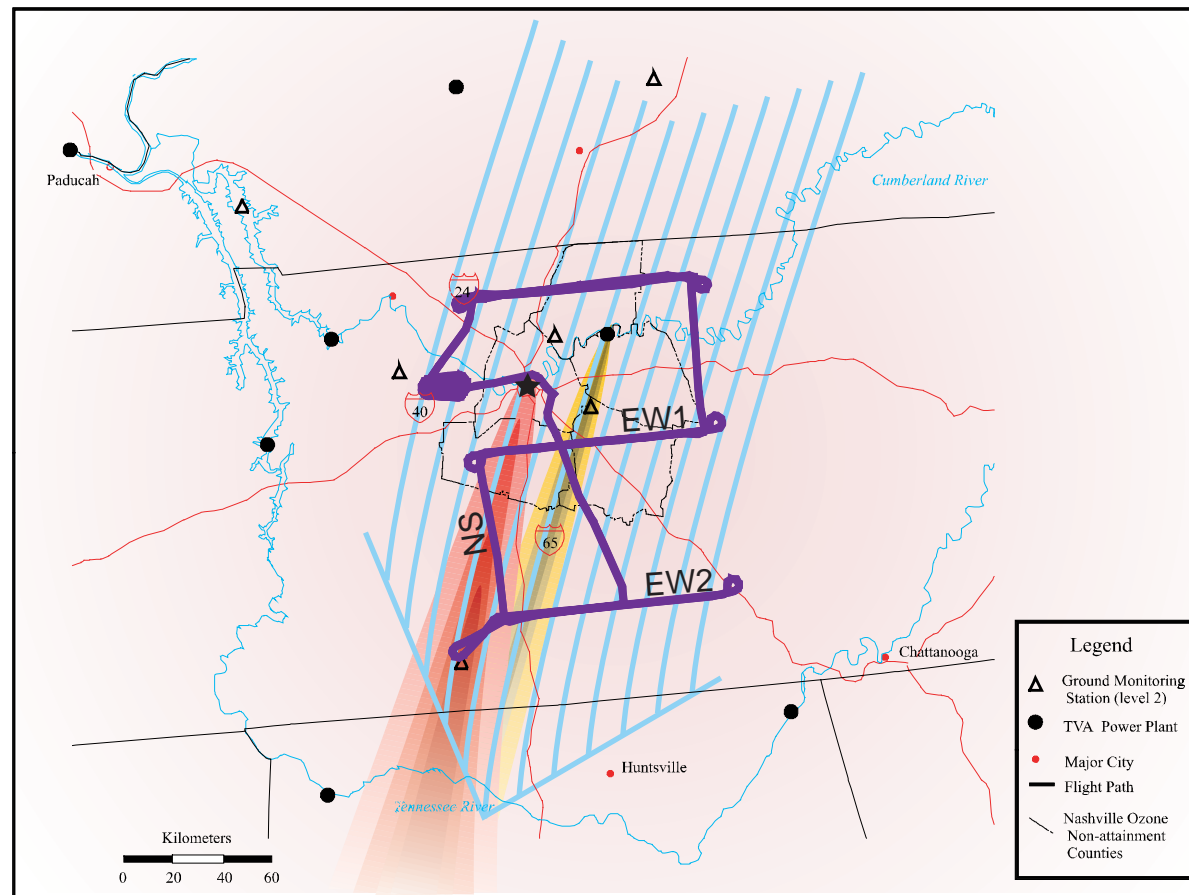 Paducah
Cumberland River
24
40
EW1
NS
65
EW2
Chattanooga
Huntsville
Tennessee River
Kilometers
0 20 40 60
Legend
Ground Monitoring
Station (level 2)
TVA Power Plant
Major City
Flight Path
Nashville Ozone
Non-attainment
Counties